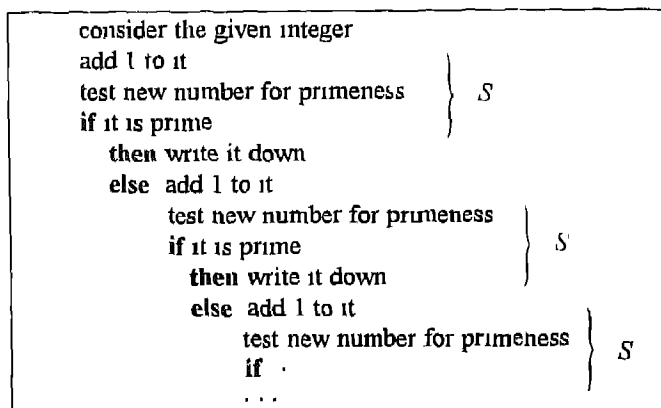 consider the given integer
add 1 to it
test new number for primeness S
if it is prime
then write it down
else add 1 to it
test new number for primeness
if it is prime S
then write it down
else add 1 to it
test new number for primeness
if . S
. . .